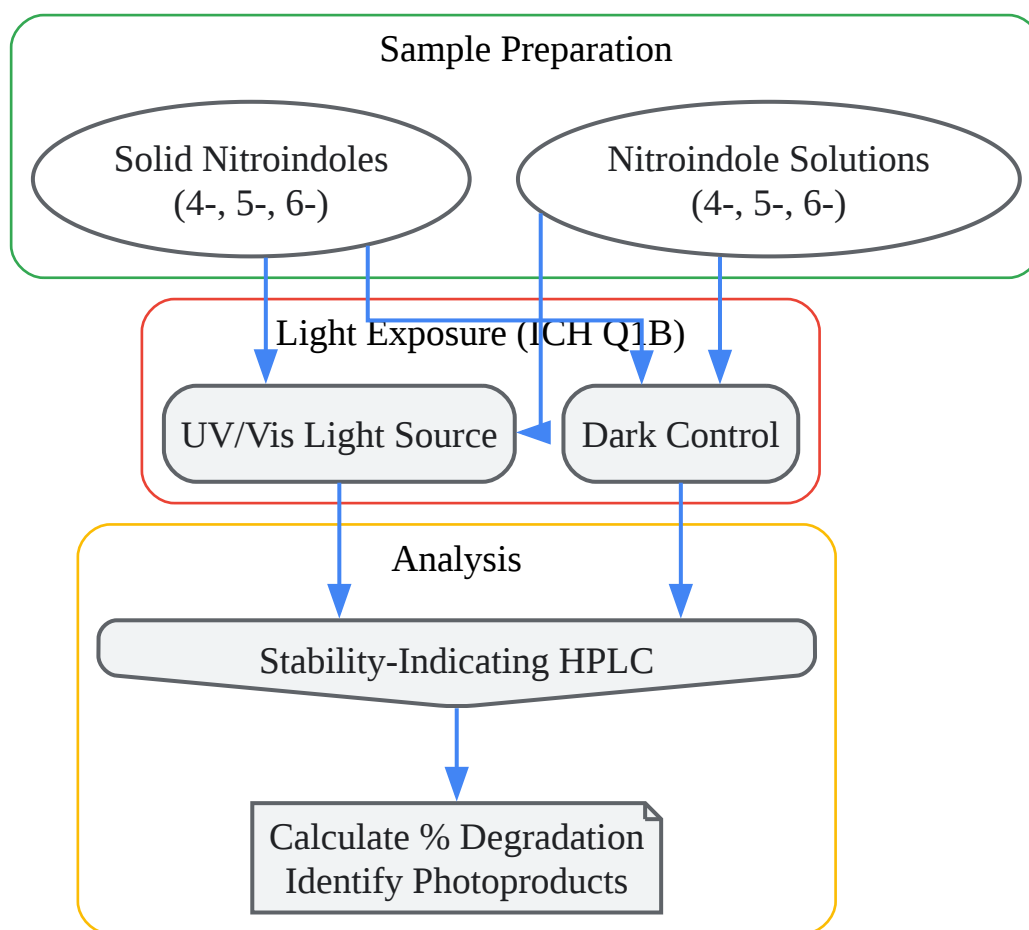 Sample Preparation
Solid Nitroindoles
(4-, 5-, 6-)
Nitroindole Solutions
(4-, 5-, 6-)
Light Exposure (ICH Q1B)
UV/Vis Light Source
Dark Control
Analysis
Stability-Indicating HPLC
Calculate % Degradation
Identify Photoproducts